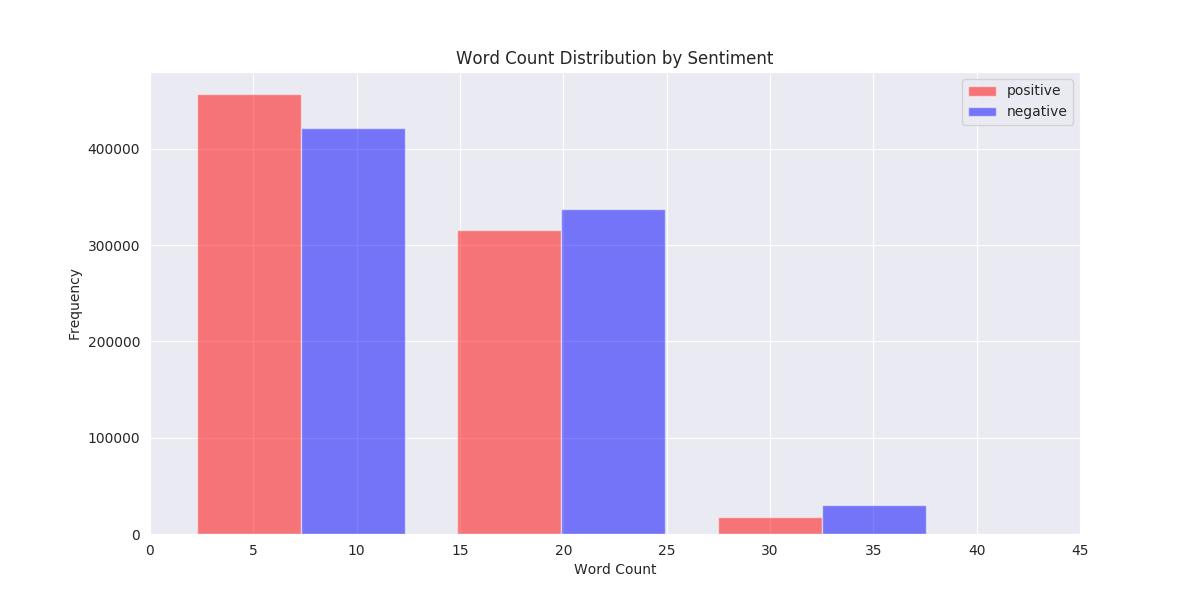 Word Count Distribution by Sentiment
positive
negative
Frequency
400000
300000
200000
100000
0
0 5 10 15 20 25 30 35 40 45
Word Count